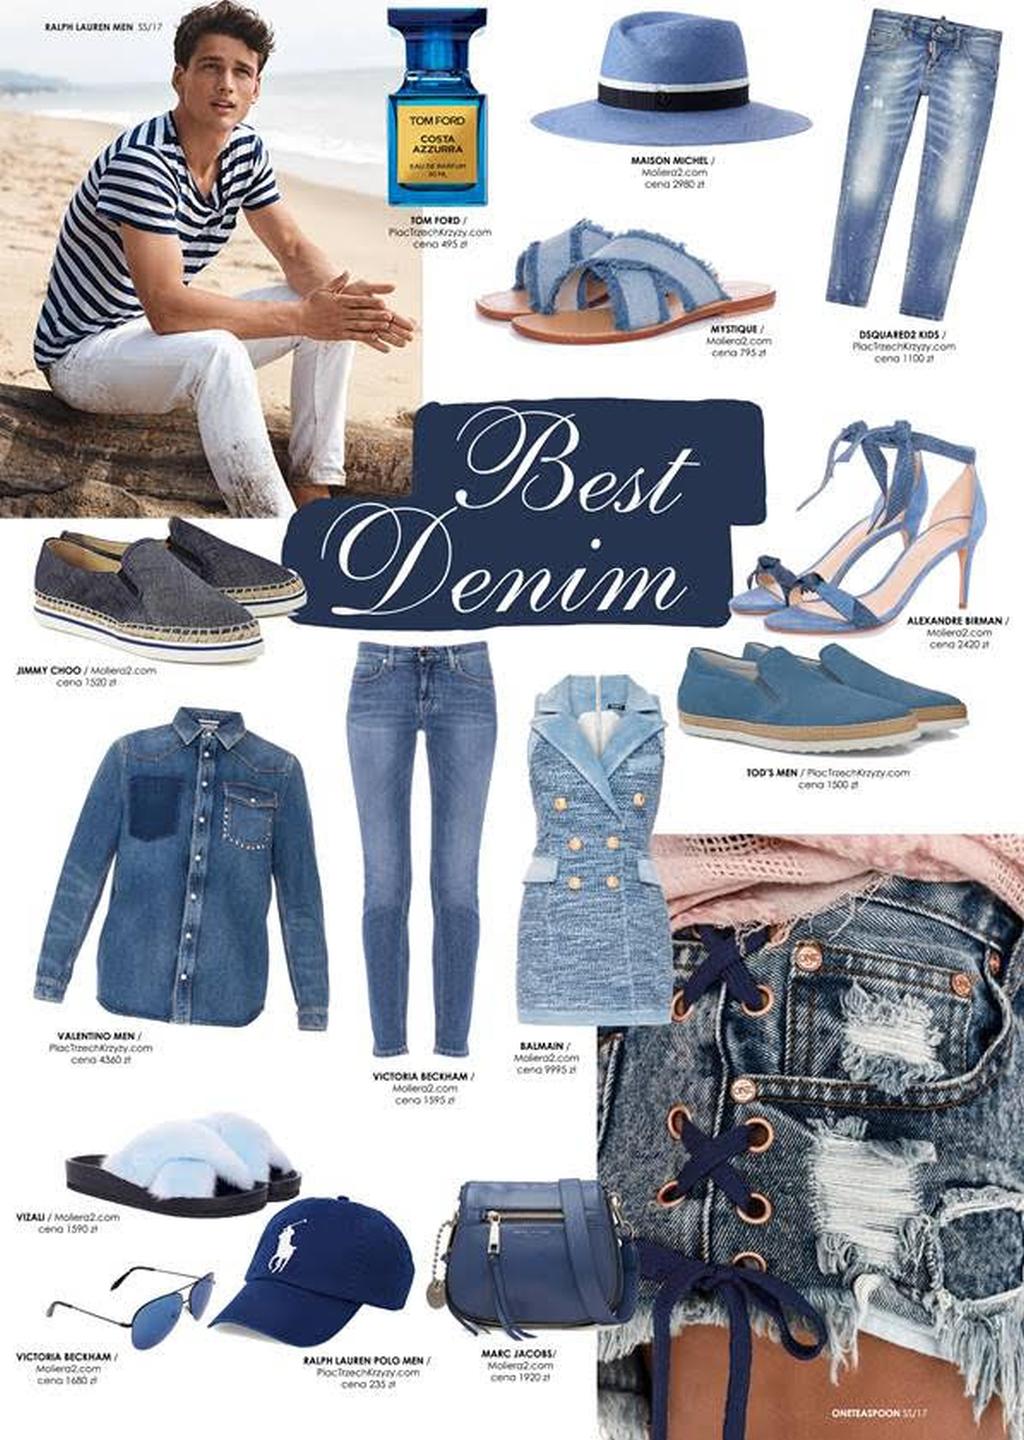 RALPH LAUREN MEN SS/17
TOM FORD
COSTA
AZZURRA
EAU DE PARFUM
50 ML
TOM FORD /
PlacTrzechKrzyzy.com
cena 495 zł
MAISON MICHEL /
Moliera2.com
cena 2980 zł
MYSTIQUE /
Moliera2.com
cena 795 zł
DSQUARED2 KIDS /
PlacTrzechKrzyzy.com
cena 1100 zł
Best
Denim
JIMMY CHOO / Moliera2.com
cena 1520 zł
ALEXANDRE BIRMAN /
Moliera2.com
cena 2420 zł
TOD'S MEN / PlacTrzechKrzyzy.com
cena 1500 zł
VALENTINO MEN /
PlacTrzechKrzyzy.com
cena 4360 zł
VICTORIA BECKHAM /
Moliera2.com
cena 1595 zł
BALMAIN /
Moliera2.com
cena 9995 zł
VIZALI / Moliera2.com
cena 1590 zł
VICTORIA BECKHAM /
Moliera2.com
cena 1680 zł
RALPH LAUREN POLO MEN /
PlacTrzechKrzyzy.com
cena 235 zł
MARC JACOBS/
Moliera2.com
cena 1920 zł
ONETEASPOON SS/17